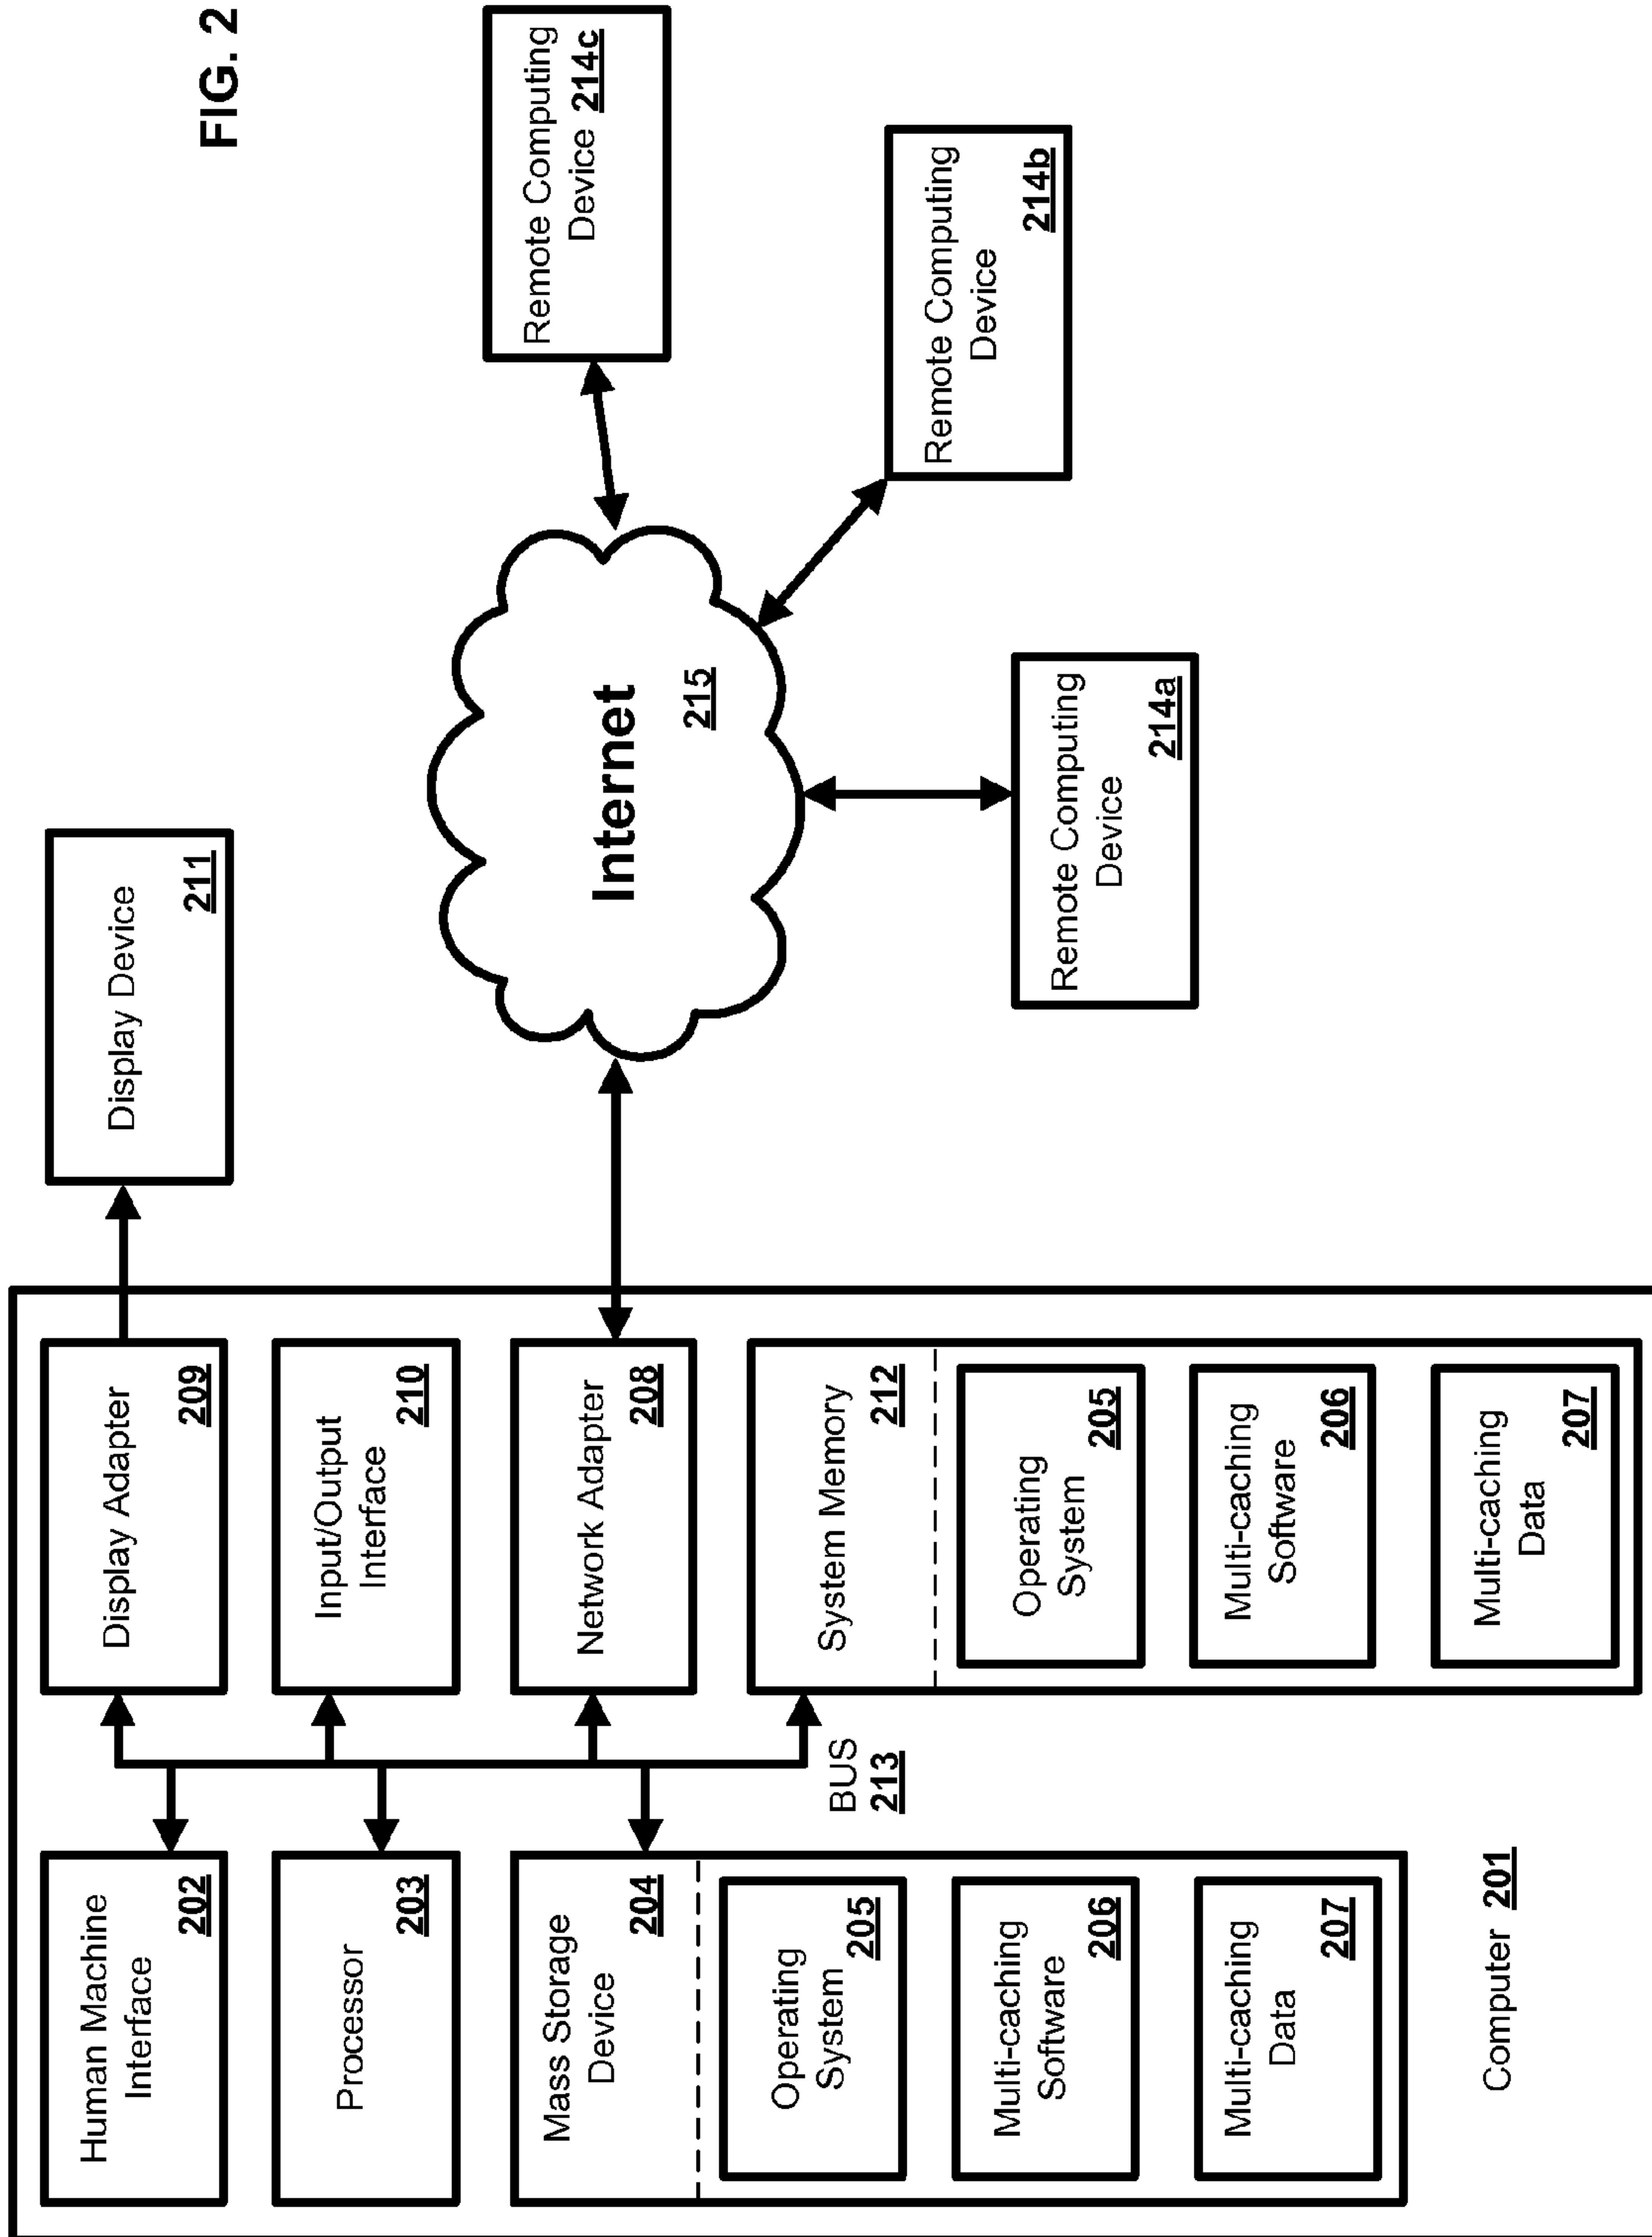 FIG. 2
Human Machine
Interface
202
Processor
203
Mass Storage
Device
204
Operating
System
205
Multi-caching
Software
206
Multi-caching
Data
207
Computer 201
BUS
213
Display Adapter
209
Input/Output
Interface
210
Network Adapter
208
System Memory
212
Operating
System
205
Multi-caching
Software
206
Multi-caching
Data
207
Display Device
211
Internet
215
Remote Computing
Device
214a
Remote Computing
Device
214b
Remote Computing
Device 214c